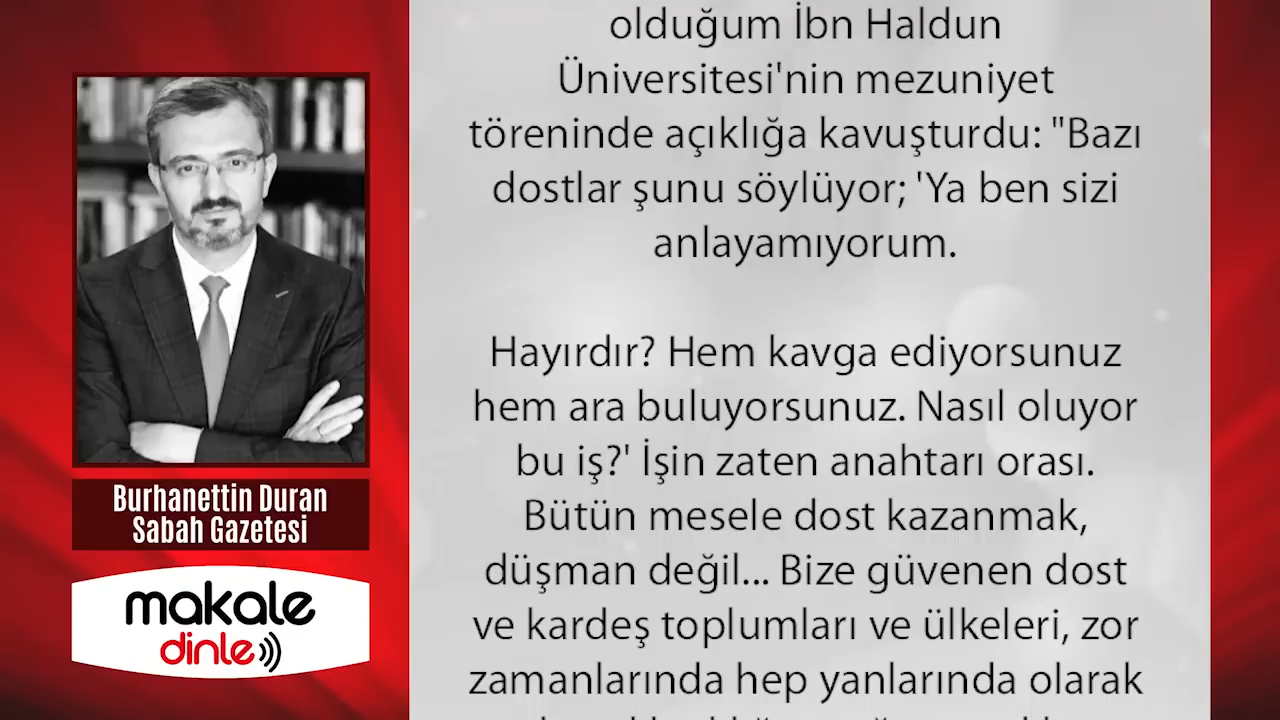 olduğum İbn Haldun
Üniversitesi'nin mezuniyet
töreninde açıklığa kavuşturdu: "Bazı
dostlar şunu söylüyor; 'Ya ben sizi
anlayamıyorum.
Hayırdır? Hem kavga ediyorsunuz
hem ara buluyorsunuz. Nasıl oluyor
bu iş?' İşin zaten anahtarı orası.
Bütün mesele dost kazanmak,
düşman değil... Bize güvenen dost
ve kardeş toplumları ve ülkeleri, zor
zamanlarında hep yanlarında olarak
Burhanettin Duran
Sabah Gazetesi
makale
dinle